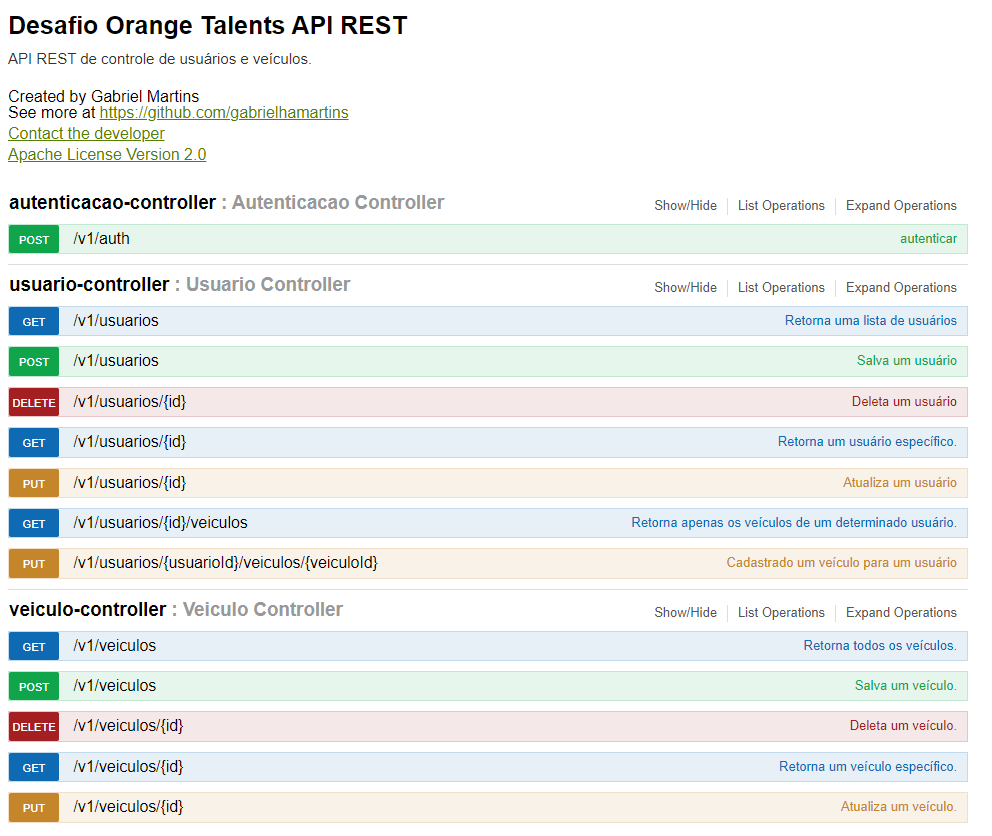 Desafio Orange Talents API REST
API REST de controle de usuários e veículos.
Created by Gabriel Martins
See more at https://github.com/gabrielhamartins
Contact the developer
Apache License Version 2.0
autenticacao-controller : Autenticacao Controller Show/Hide List Operations Expand Operations
POST /v1/auth autenticar
usuario-controller : Usuario Controller Show/Hide List Operations Expand Operations
GET /v1/usuarios Retorna uma lista de usuários
POST /v1/usuarios Salva um usuário
DELETE /v1/usuarios/{id} Deleta um usuário
GET /v1/usuarios/{id} Retorna um usuário específico.
PUT /v1/usuarios/{id} Atualiza um usuário
GET /v1/usuarios/{id}/veiculos Retorna apenas os veículos de um determinado usuário.
PUT /v1/usuarios/{usuarioId}/veiculos/{veiculoId} Cadastrado um veículo para um usuário
veiculo-controller : Veiculo Controller Show/Hide List Operations Expand Operations
GET /v1/veiculos Retorna todos os veículos.
POST /v1/veiculos Salva um veículo.
DELETE /v1/veiculos/{id} Deleta um veículo.
GET /v1/veiculos/{id} Retorna um veículo específico.
PUT /v1/veiculos/{id} Atualiza um veículo.